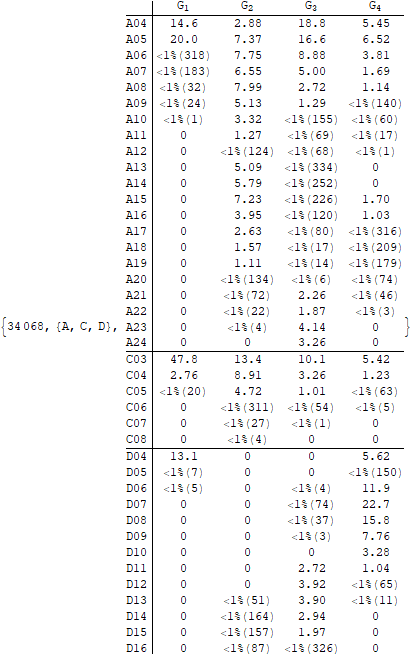 G1 G2 G3 G4
A04 14.6 2.88 18.8 5.45
A05 20.0 7.37 16.6 6.52
A06 <1%(318) 7.75 8.88 3.81
A07 <1%(183) 6.55 5.00 1.69
A08 <1%(32) 7.99 2.72 1.14
A09 <1%(24) 5.13 1.29 <1%(140)
A10 <1%(1) 3.32 <1%(155) <1%(60)
A11 0 1.27 <1%(69) <1%(17)
A12 0 <1%(124) <1%(68) <1%(1)
A13 0 5.09 <1%(334) 0
A14 0 5.79 <1%(252) 0
A15 0 7.23 <1%(226) 1.70
A16 0 3.95 <1%(120) 1.03
A17 0 2.63 <1%(80) <1%(316)
A18 0 1.57 <1%(17) <1%(209)
A19 0 1.11 <1%(14) <1%(179)
A20 0 <1%(134) <1%(6) <1%(74)
A21 0 <1%(72) 2.26 <1%(46)
A22 0 <1%(22) 1.87 <1%(3)
{34068, {A, C, D}, A23 0 <1%(4) 4.14 0 }
A24 0 0 3.26 0
C03 47.8 13.4 10.1 5.42
C04 2.76 8.91 3.26 1.23
C05 <1%(20) 4.72 1.01 <1%(63)
C06 0 <1%(311) <1%(54) <1%(5)
C07 0 <1%(27) <1%(1) 0
C08 0 <1%(4) 0 0
D04 13.1 0 0 5.62
D05 <1%(7) 0 0 <1%(150)
D06 <1%(5) 0 <1%(4) 11.9
D07 0 0 <1%(74) 22.7
D08 0 0 <1%(37) 15.8
D09 0 0 <1%(3) 7.76
D10 0 0 0 3.28
D11 0 0 2.72 1.04
D12 0 0 3.92 <1%(65)
D13 0 <1%(51) 3.90 <1%(11)
D14 0 <1%(164) 2.94 0
D15 0 <1%(157) 1.97 0
D16 0 <1%(87) <1%(326) 0